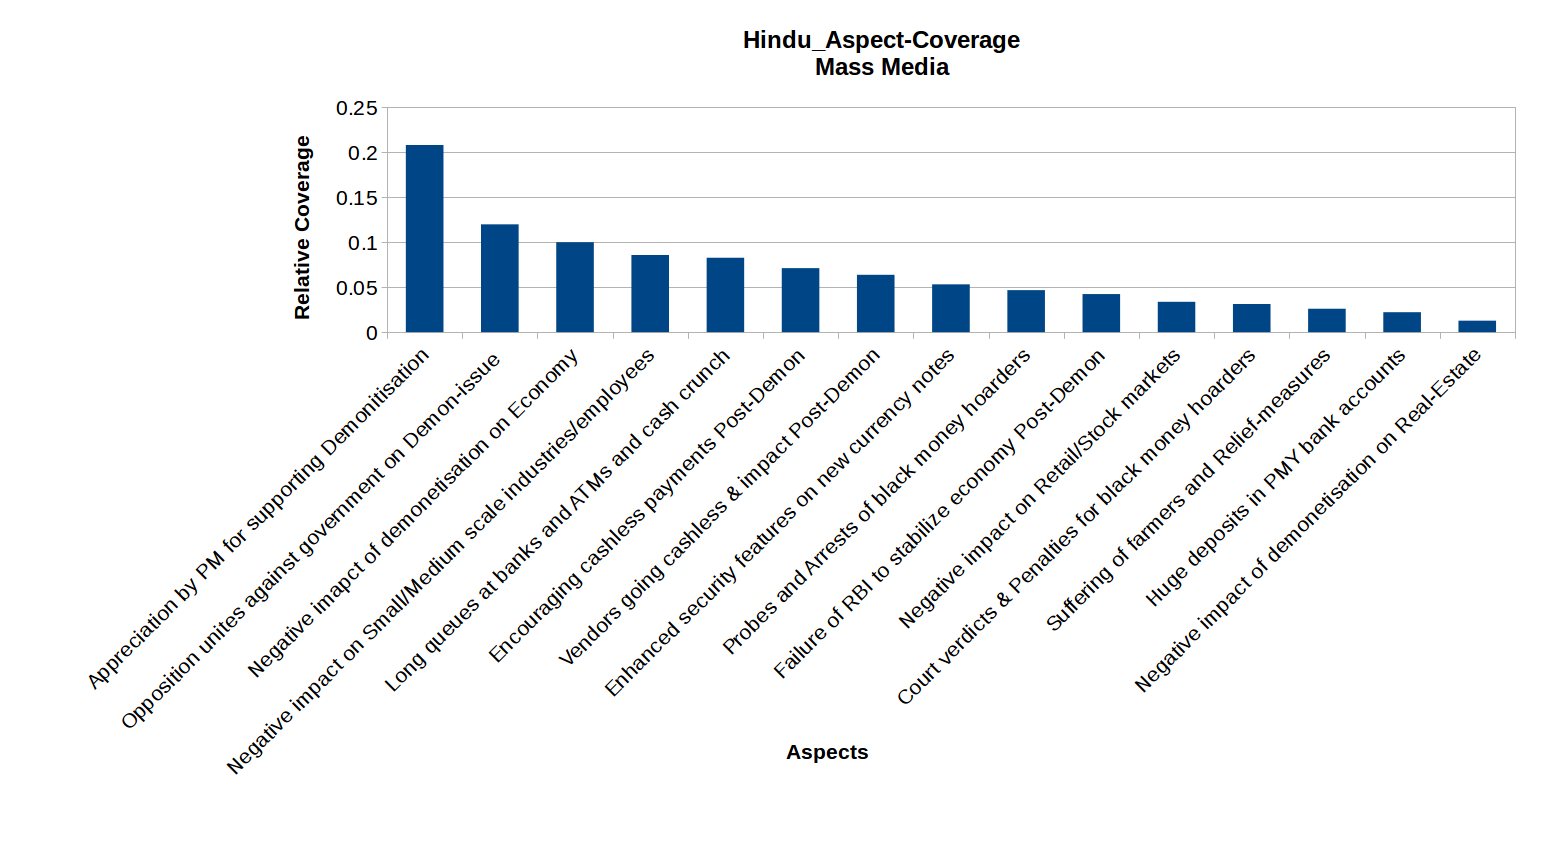 Hindu_Aspect-Coverage
Mass Media
Relative Coverage
0.25
0.2
0.15
0.1
0.05
0
Appreciation by PM for supporting Demonitisation
Opposition unites against government on Demon-issue
Negative imapct of demonetisation on Economy
Negative impact on Small/Medium scale industries/employees
Long queues at banks and ATMs and cash crunch
Encouraging cashless payments Post-Demon
Vendors going cashless & impact Post-Demon
Enhanced security features on new currency notes
Probes and Arrests of black money hoarders
Failure of RBI to stabilize economy Post-Demon
Negative impact on Retail/Stock markets
Court verdicts & Penalties for black money hoarders
Suffering of farmers and Relief-measures
Huge deposits in PMY bank accounts
Negative impact of demonetisation on Real-Estate
Aspects